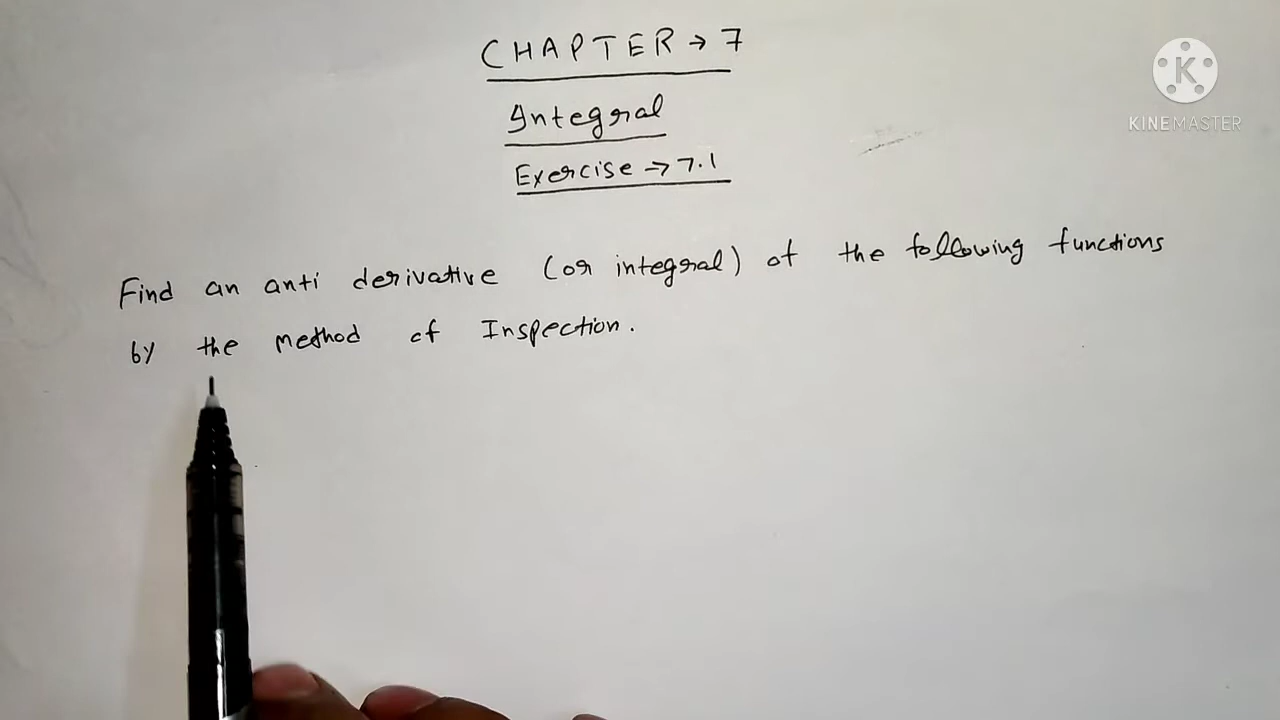 CHAPTER → 7
Integral
Exercise → 7.1
KINEMASTER
Find an anti derivative (or integral) of the following functions
by the method of Inspection.